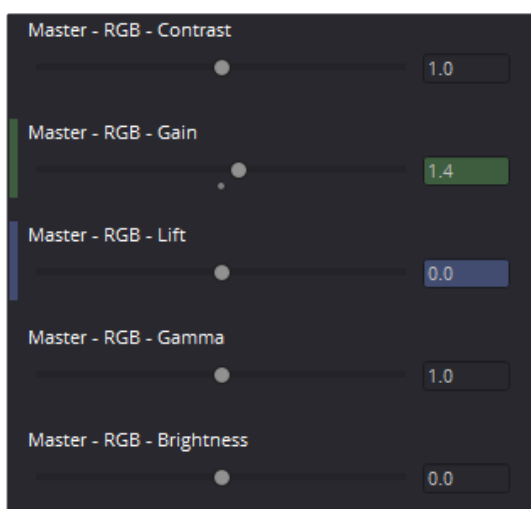 Master - RGB - Contrast
1.0
Master - RGB - Gain
1.4
Master - RGB - Lift
0.0
Master - RGB - Gamma
1.0
Master - RGB - Brightness
0.0